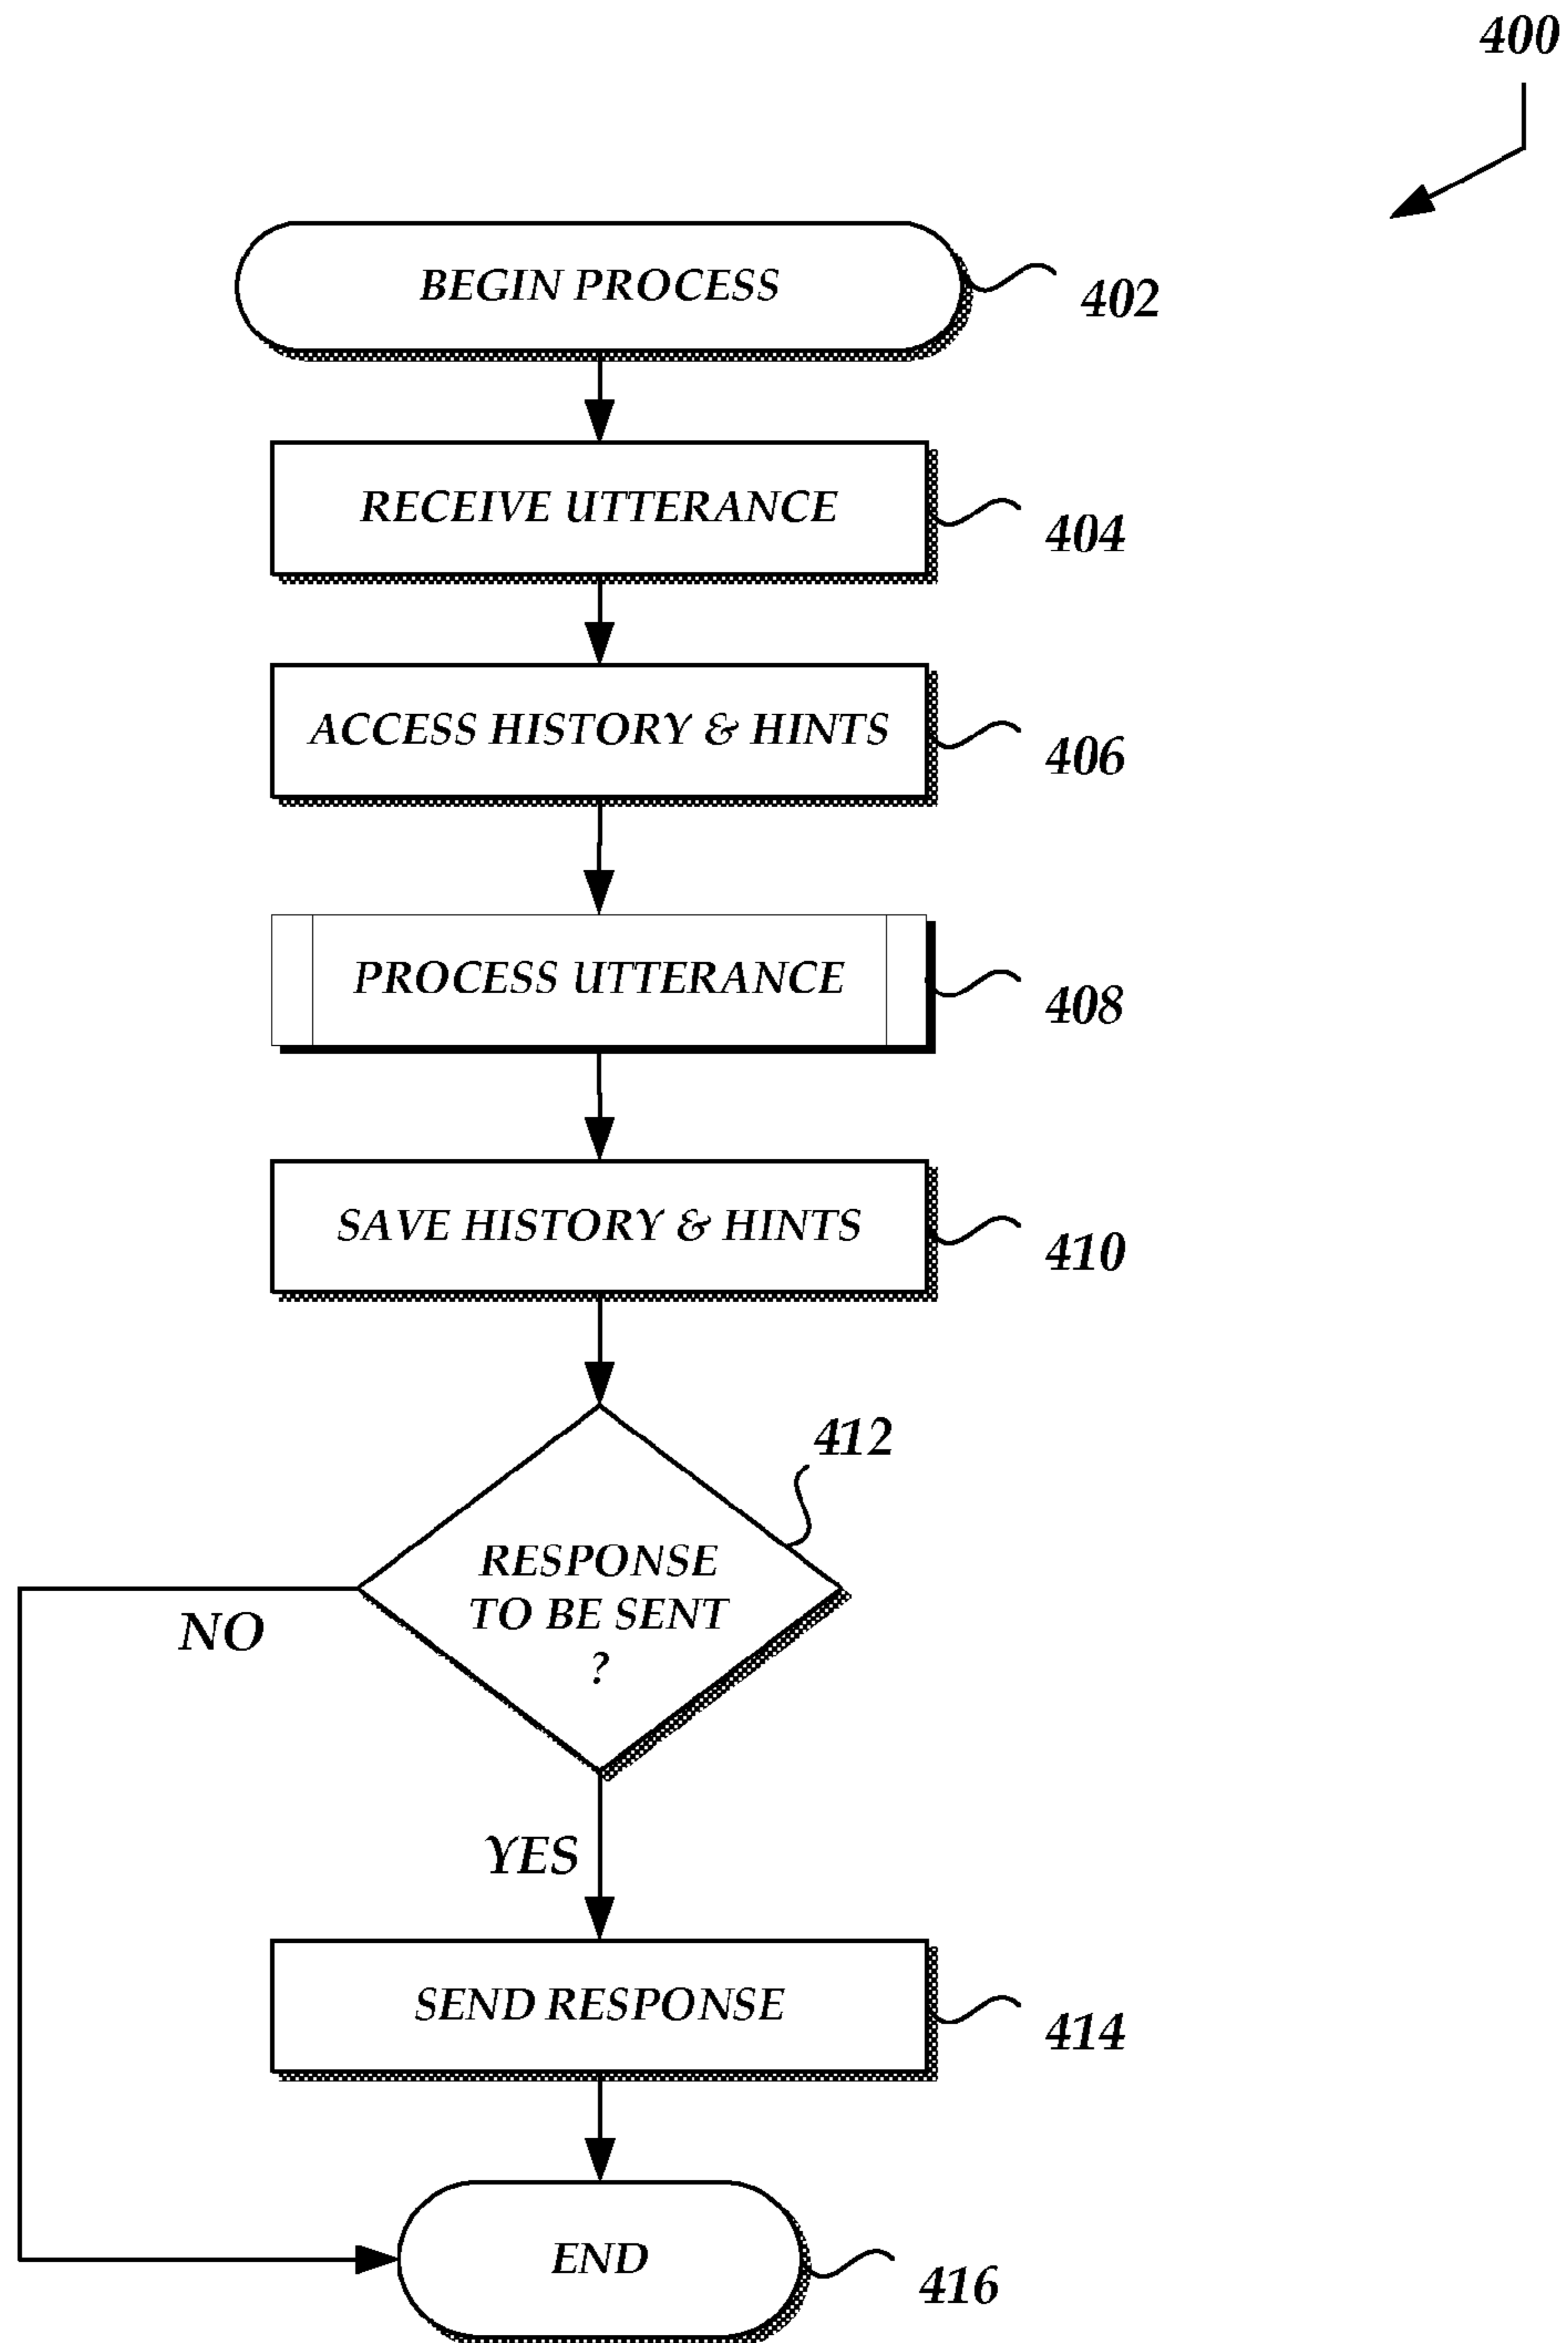 400
BEGIN PROCESS
402
RECEIVE UTTERANCE
404
ACCESS HISTORY & HINTS
406
PROCESS UTTERANCE
408
SAVE HISTORY & HINTS
410
412
RESPONSE
TO BE SENT
?
NO
YES
SEND RESPONSE
414
END
416